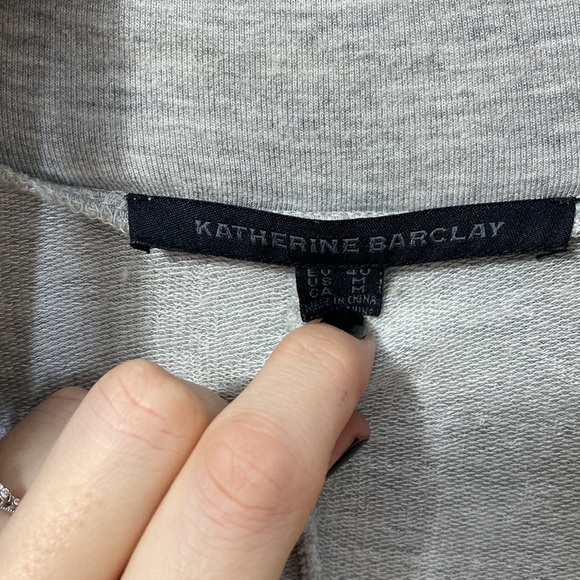 KATHERINE BARCLAY
EU 40
US M
CA M
MADE IN CHINA